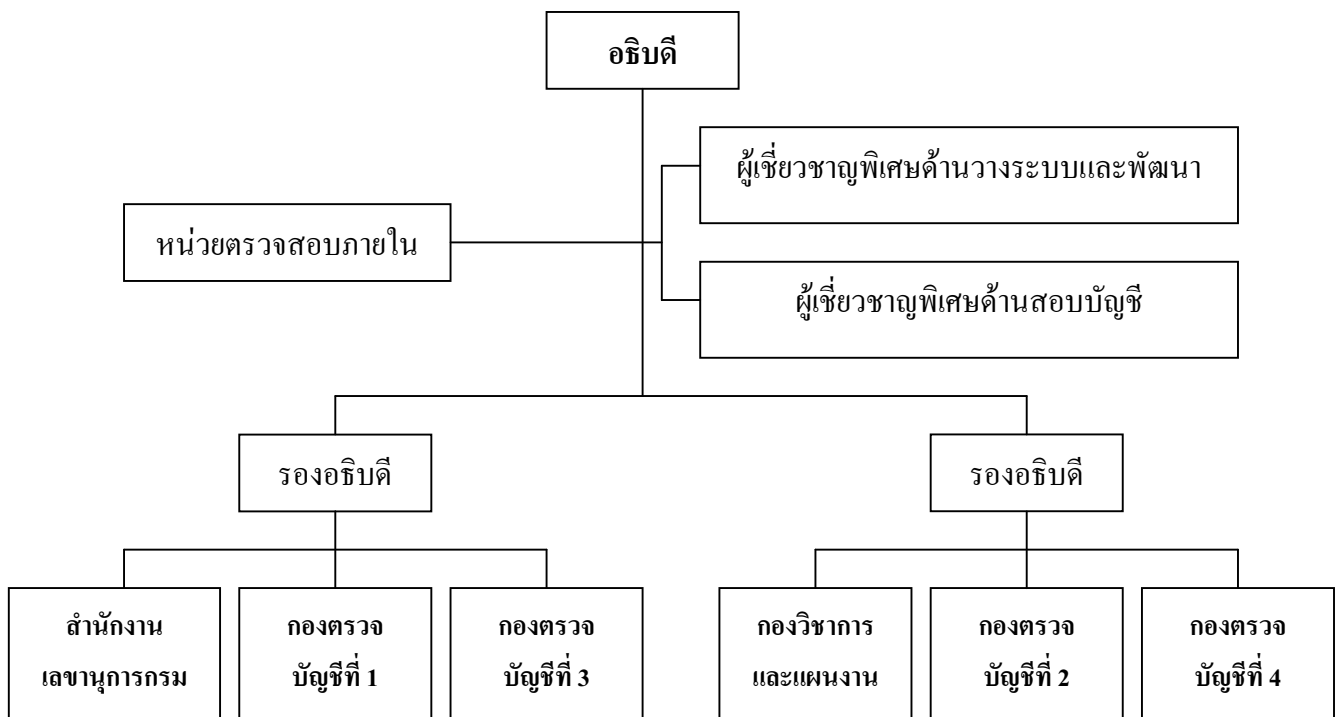 อธิบดี
ผู้เชี่ยวชาญพิเศษด้านวางระบบและพัฒนา
หน่วยตรวจสอบภายใน
ผู้เชี่ยวชาญพิเศษด้านสอบบัญชี
รองอธิบดี
รองอธิบดี
สำนักงาน
เลขานุการกรม
กองตรวจ
บัญชีที่ 1
กองตรวจ
บัญชีที่ 3
กองวิชาการ
และแผนงาน
กองตรวจ
บัญชีที่ 2
กองตรวจ
บัญชีที่ 4